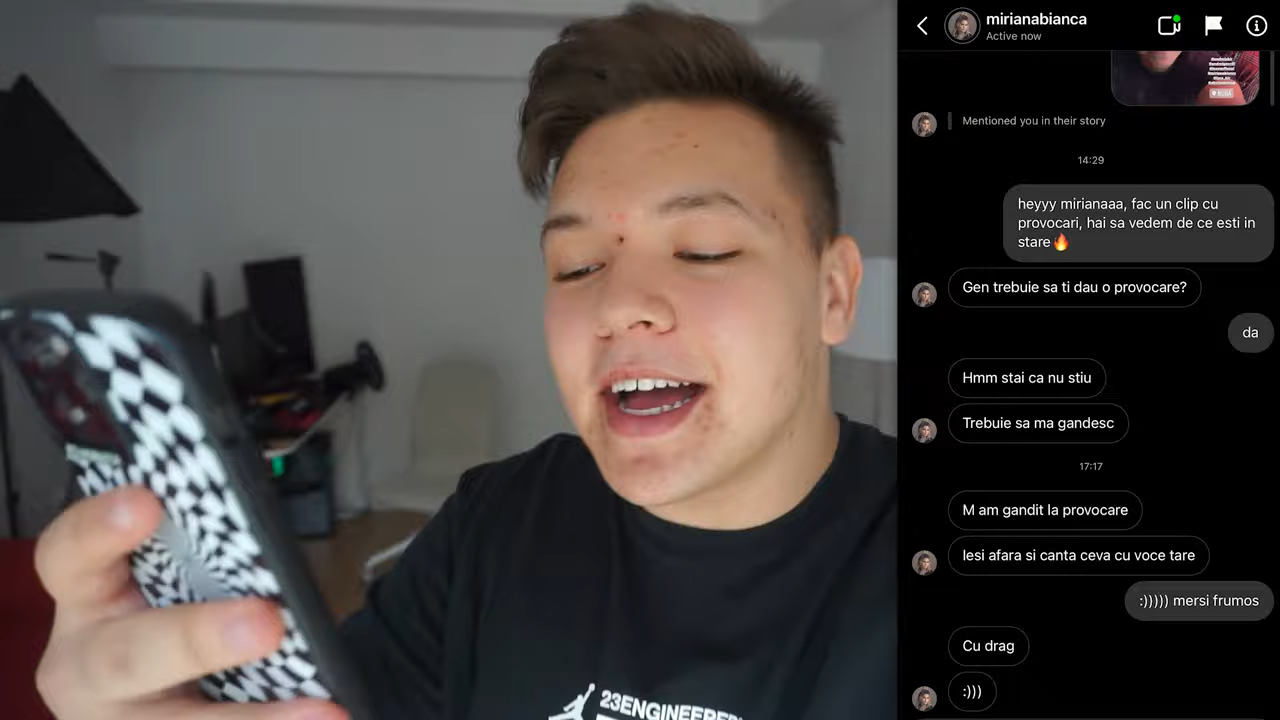 mirianabianca
Active now
Mentioned you in their story
14:29
heyyy mirianaaa, fac un clip cu
provocari, hai sa vedem de ce esti in
stare🔥
Gen trebuie sa ti dau o provocare?
da
Hmm stai ca nu stiu
Trebuie sa ma gandesc
17:17
M am gandit la provocare
Iesi afara si canta ceva cu voce tare
:))))) mersi frumos
Cu drag
:)))